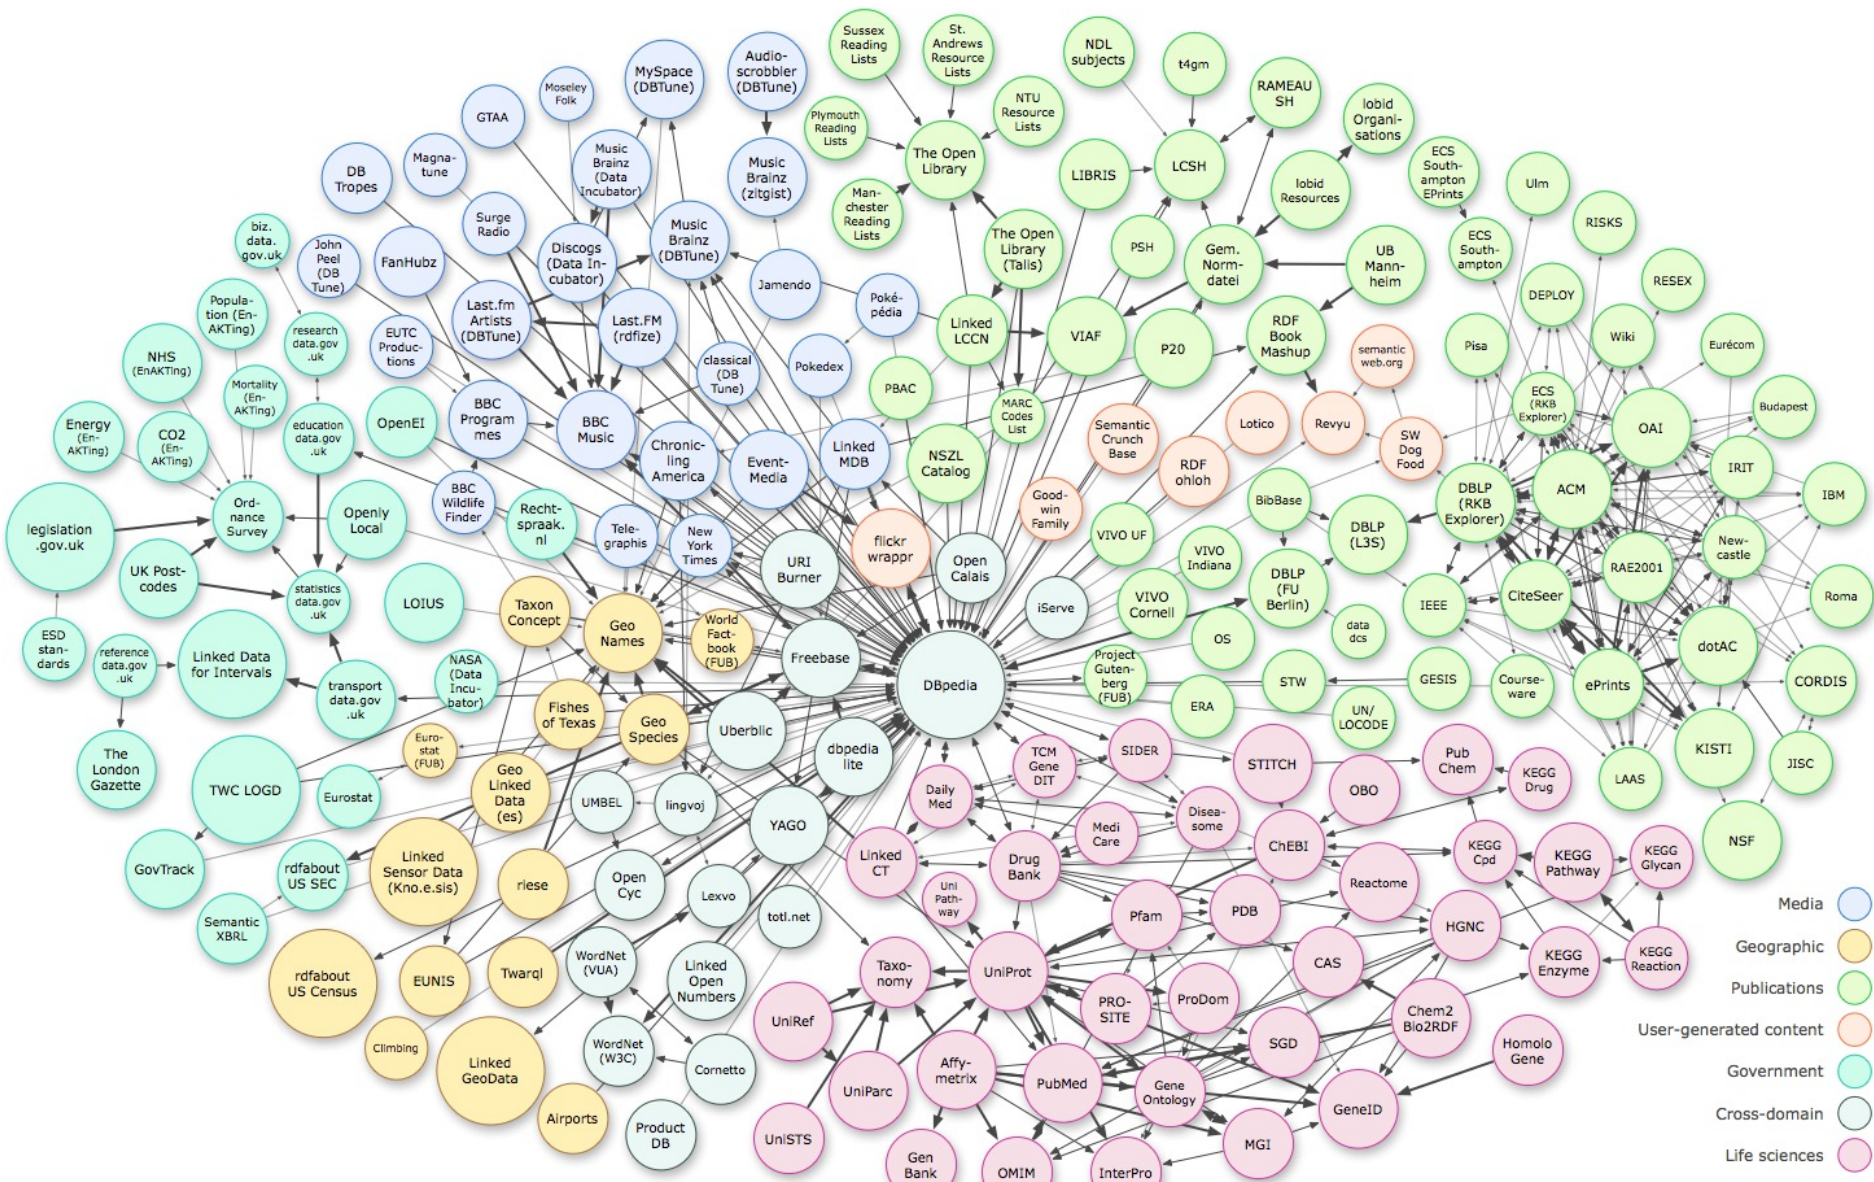 Sussex
Reading
Lists
St.
Andrews
Resource
Lists
NDL
subjects
t4gm
RAMEAU
SH
lobid
Organi-
sations
MySpace
(DBTune)
Audio-
scrobbler
(DBTune)
Moseley
Folk
GTAA
Plymouth
Reading
Lists
NTU
Resource
Lists
The Open
Library
LIBRIS
LCSH
lobid
Resources
ECS
South-
ampton
EPrints
Ulm
DB
Tropes
Magna-
tune
Music
Brainz
(Data
Incubator)
Music
Brainz
(zitgist)
Man-
chester
Reading
Lists
RISKS
biz.
data.
gov.uk
John
Peel
(DB
Tune)
FanHubz
Surge
Radio
Discogs
(Data In-
cubator)
Music
Brainz
(DBTune)
Jamendo
The Open
Library
(Talis)
PSH
Gem.
Norm-
datei
UB
Mann-
heim
ECS
South-
ampton
DEPLOY
RESEX
Popula-
tion (En-
AKTing)
research
data.gov
.uk
EUTC
Produc-
tions
Last.fm
Artists
(DBTune)
Last.FM
(rdfize)
Poké-
pédia
Linked
LCCN
VIAF
P20
RDF
Book
Mashup
semantic
web.org
Pisa
Wiki
Eurécom
NHS
(EnAKTing)
Mortality
(En-
AKTing)
classical
(DB
Tune)
Pokedex
PBAC
MARC
Codes
List
ECS
(RKB
Explorer)
Budapest
Energy
(En-
AKTing)
CO2
(En-
AKTing)
education
data.gov
.uk
OpenEI
BBC
Program
mes
BBC
Music
Chronic-
ling
America
Event-
Media
Linked
MDB
NSZL
Catalog
Semantic
Crunch
Base
RDF
ohloh
Lotico
Revyu
SW
Dog
Food
OAI
IRIT
IBM
legislation
.gov.uk
Ord-
nance
Survey
Openly
Local
BBC
Wildlife
Finder
Recht-
spraak.
nl
Tele-
graphis
New
York
Times
URI
Burner
flickr
wrappr
Open
Calais
Good-
win
Family
VIVO UF
BibBase
DBLP
(L3S)
DBLP
(RKB
Explorer)
ACM
New-
castle
UK Post-
codes
statistics
data.gov
.uk
LOIUS
Taxon
Concept
Geo
Names
World
Fact-
book
(FUB)
Freebase
DBpedia
iServe
VIVO
Indiana
VIVO
Cornell
DBLP
(FU
Berlin)
data
dcs
IEEE
CiteSeer
RAE2001
Roma
ESD
stan-
dards
reference
data.gov
.uk
Linked Data
for Intervals
transport
data.gov
.uk
NASA
(Data
Incu-
bator)
Fishes
of Texas
Geo
Species
Uberblic
dbpedia
lite
Project
Guten-
berg
(FUB)
OS
ERA
STW
UN/
LOCODE
GESIS
Course-
ware
ePrints
dotAC
CORDIS
The
London
Gazette
TWC LOGD
Euro-
stat
(FUB)
Eurostat
Geo
Linked
Data
(es)
UMBEL
lingvoj
YAGO
Daily
Med
TCM
Gene
DIT
SIDER
STITCH
Pub
Chem
KEGG
Drug
LAAS
KISTI
JISC
OBO
Disea-
some
Medi
Care
NSF
GovTrack
rdfabout
US SEC
Linked
Sensor Data
(Kno.e.sis)
riese
Open
Cyc
Lexvo
totl.net
Linked
CT
Uni
Path-
way
Drug
Bank
ChEBI
Reactome
KEGG
Cpd
KEGG
Pathway
KEGG
Glycan
Semantic
XBRL
rdfabout
US Census
EUNIS
Twarql
WordNet
(VUA)
Linked
Open
Numbers
Taxo-
nomy
UniProt
Pfam
PDB
PRO-
SITE
ProDom
CAS
HGNC
KEGG
Enzyme
KEGG
Reaction
Climbing
Linked
GeoData
Airports
WordNet
(W3C)
Cornetto
Product
DB
UniRef
UniParc
UniSTS
Affy-
metrix
PubMed
Gene
Ontology
SGD
Chem2
Bio2RDF
Homolo
Gene
GeneID
Gen
Bank
OMIM
InterPro
MGI
Media
Geographic
Publications
User-generated content
Government
Cross-domain
Life sciences